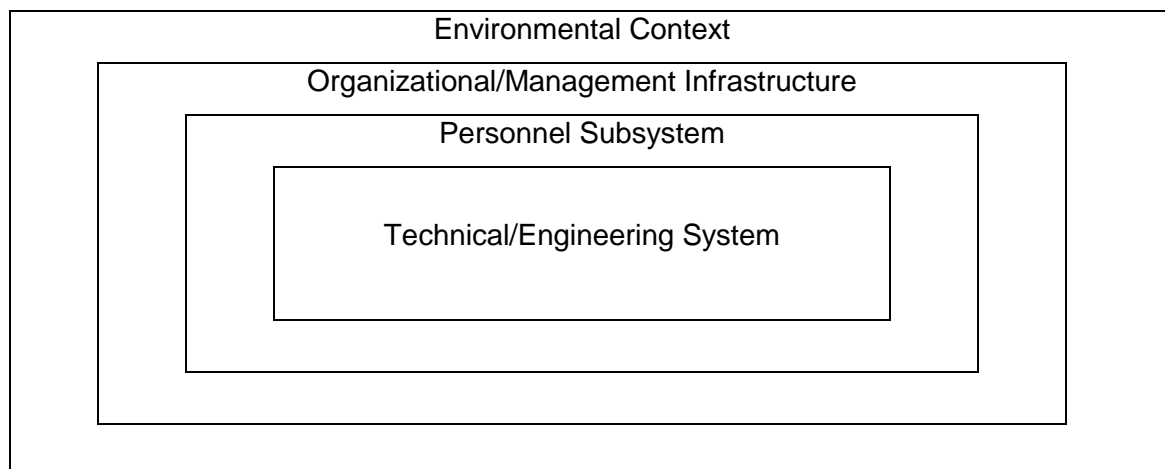 Environmental Context
Organizational/Management Infrastructure
Personnel Subsystem
Technical/Engineering System